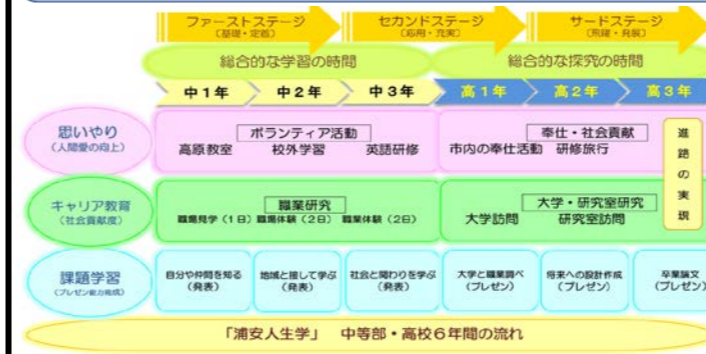 ファーストステージ
(基礎・定着)
セカンドステージ
(応用・充実)
サードステージ
(飛躍・発展)
総合的な学習の時間
総合的な探究の時間
中1年
中2年
中3年
高1年
高2年
高3年
思いやり
(人間愛の向上)
ボランティア活動
高原教室 校外学習 英語研修
奉仕・社会貢献
市内の奉仕活動 研修旅行
進路の実現
キャリア教育
(社会貢献度)
職業研究
職場見学(1日) 職場体験(2日) 職業体験(2日)
大学・研究室研究
大学訪問 研究室訪問
課題学習
(プレゼン能力育成)
自分や仲間を知る
(発表)
地域と接して学ぶ
(発表)
社会と関わりを学ぶ
(発表)
大学と職業調べ
(プレゼン)
将来への設計作成
(プレゼン)
卒業論文
(プレゼン)
「浦安人生学」 中等部・高校6年間の流れ